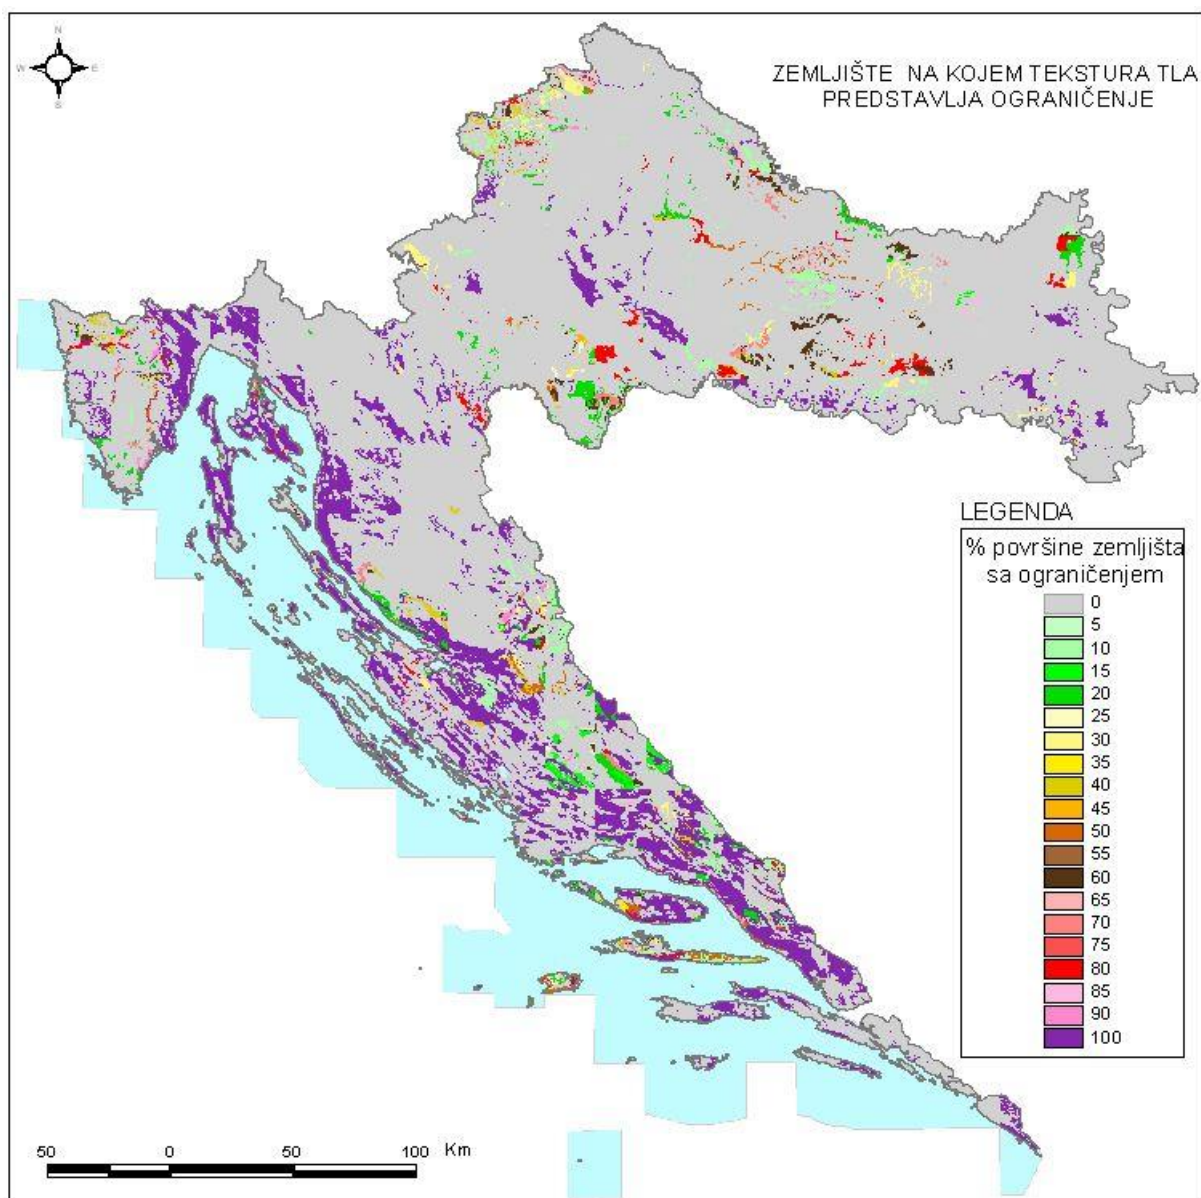 N
W E
S
ZEMLJIŠTE NA KOJEM TEKSTURA TLA
PREDSTAVLJA OGRANIČENJE
LEGENDA
% površine zemljišta
sa ograničenjem
0
5
10
15
20
25
30
35
40
45
50
55
60
65
70
75
80
85
90
100
50 0 50 100 Km